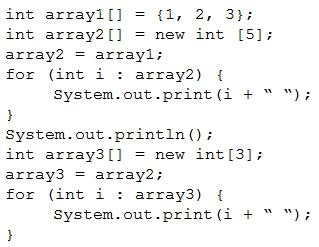 int array1[] = {1, 2, 3};
int array2[] = new int [5];
array2 = array1;
for (int i : array2) {
     System.out.print(i + “ “);
}
System.out.println();
int array3[] = new int[3];
array3 = array2;
for (int i : array3) {
     System.out.print(i + “ “);
}